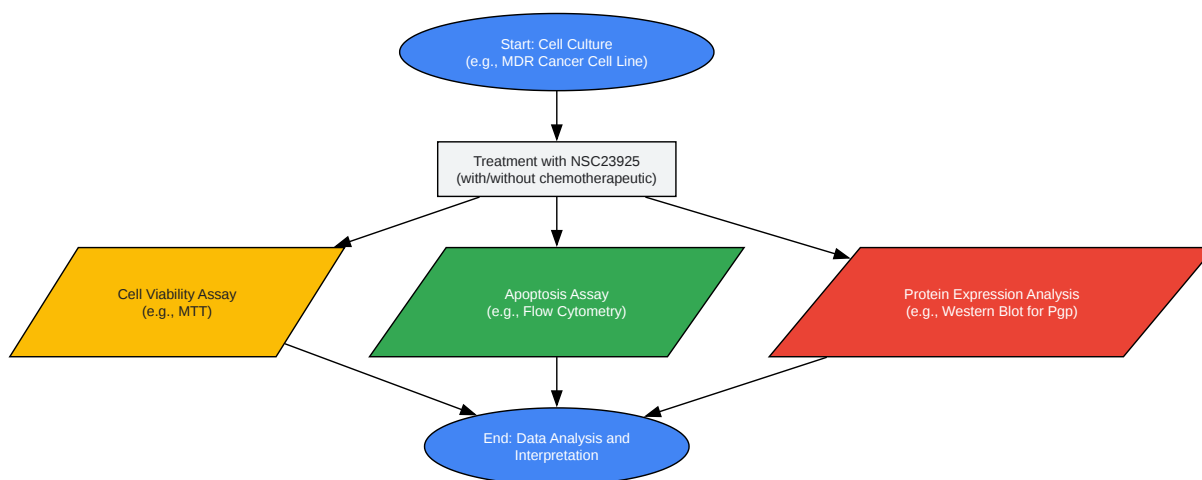 Start: Cell Culture
(e.g., MDR Cancer Cell Line)
Treatment with NSC23925
(with/without chemotherapeutic)
Cell Viability Assay
(e.g., MTT)
Apoptosis Assay
(e.g., Flow Cytometry)
Protein Expression Analysis
(e.g., Western Blot for Pgp)
End: Data Analysis and
Interpretation